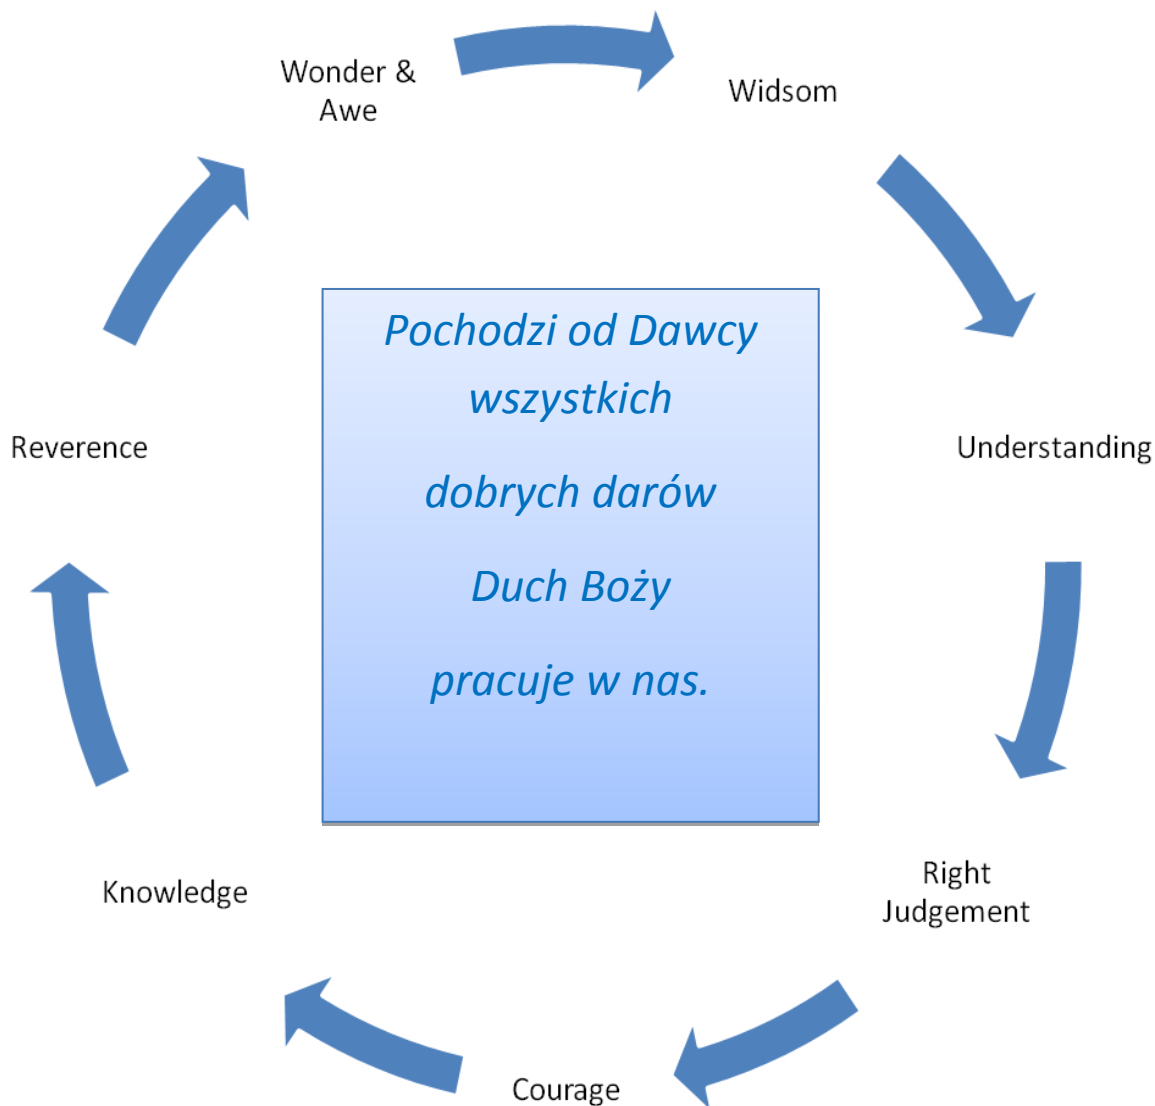 Wonder &
Awe
Widsom
Pochodzi od Dawcy
wszystkich
dobrych darów
Duch Boży
pracuje w nas.
Reverence
Understanding
Knowledge
Right
Judgement
Courage